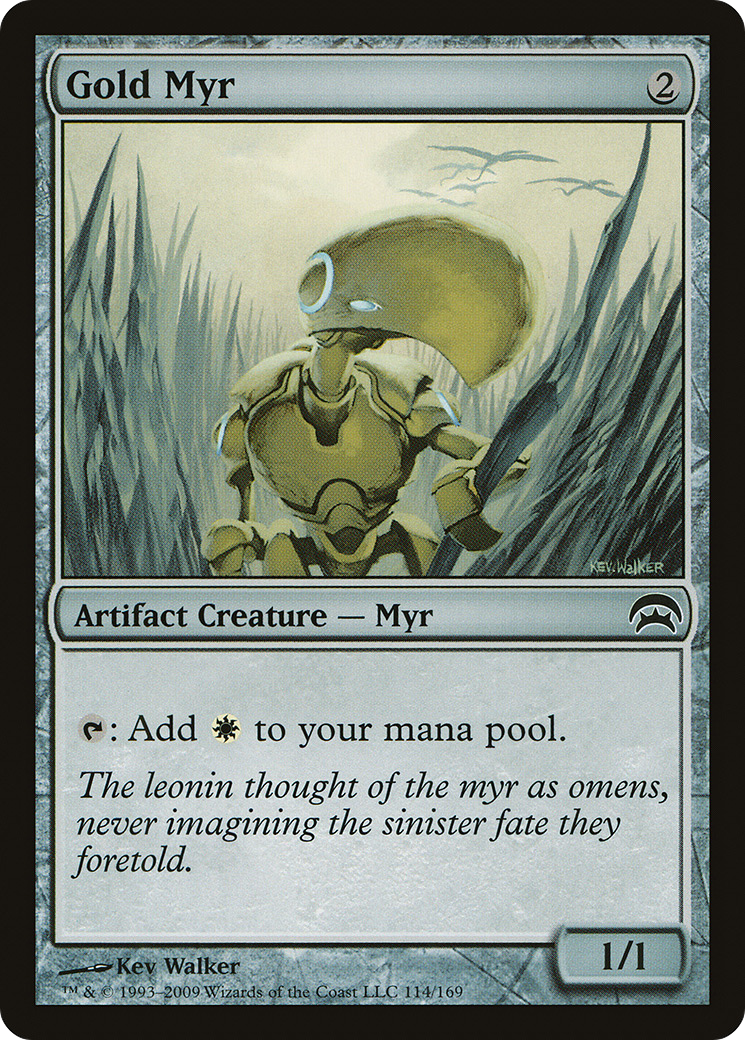 Gold Myr 2
KEV. WALKER
Artifact Creature — Myr
: Add to your mana pool.
The leonin thought of the myr as omens,
never imagining the sinister fate they
foretold.
1/1
Kev Walker
™ & © 1993–2009 Wizards of the Coast LLC 114/169